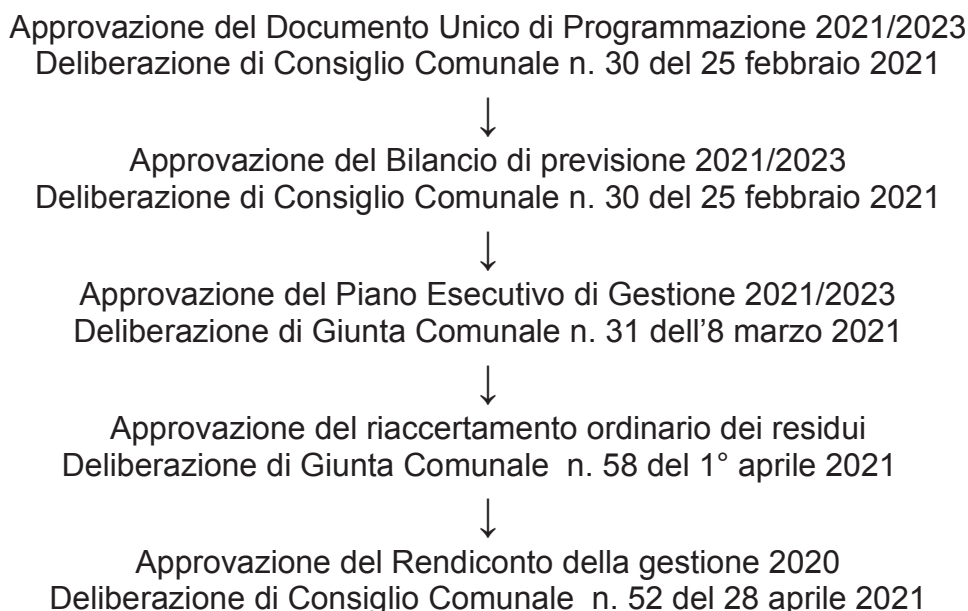 Approvazione del Documento Unico di Programmazione 2021/2023
Deliberazione di Consiglio Comunale n. 30 del 25 febbraio 2021
↓
Approvazione del Bilancio di previsione 2021/2023
Deliberazione di Consiglio Comunale n. 30 del 25 febbraio 2021
↓
Approvazione del Piano Esecutivo di Gestione 2021/2023
Deliberazione di Giunta Comunale n. 31 dell’8 marzo 2021
↓
Approvazione del riaccertamento ordinario dei residui
Deliberazione di Giunta Comunale n. 58 del 1° aprile 2021
↓
Approvazione del Rendiconto della gestione 2020
Deliberazione di Consiglio Comunale n. 52 del 28 aprile 2021